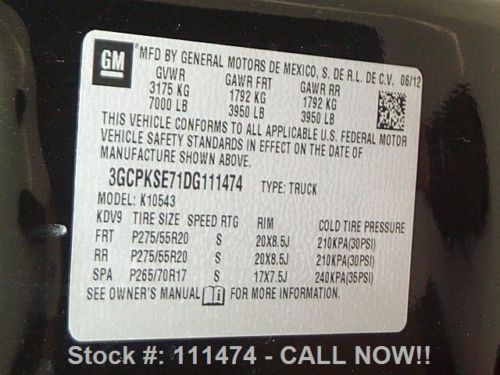 GM
MFD BY GENERAL MOTORS DE MEXICO, S. DE R.L. DE C.V. 06/12
GVWR GAWR FRT GAWR RR
3175 KG 1792 KG 1792 KG
7000 LB 3950 LB 3950 LB
THIS VEHICLE CONFORMS TO ALL APPLICABLE U.S. FEDERAL MOTOR
VEHICLE SAFETY STANDARDS IN EFFECT ON THE DATE OF
MANUFACTURE SHOWN ABOVE.
3GCPKSE71DG111474 TYPE: TRUCK
MODEL: K10543
KDV9 TIRE SIZE SPEED RTG RIM COLD TIRE PRESSURE
FRT P275/55R20 S 20X8.5J 210KPA(30PSI)
RR P275/55R20 S 20X8.5J 210KPA(30PSI)
SPA P265/70R17 S 17X7.5J 240KPA(35PSI)
SEE OWNER'S MANUAL FOR MORE INFORMATION.
Stock #: 111474 - CALL NOW!!